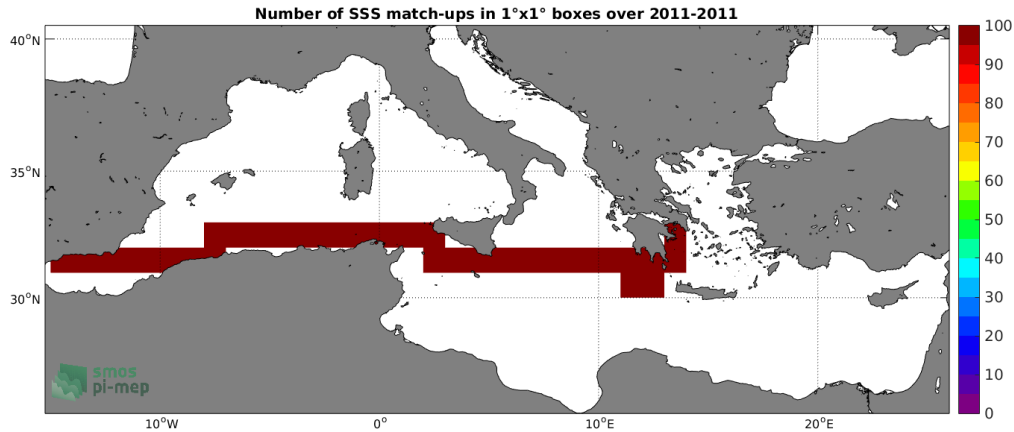 Number of SSS match-ups in 1°x1° boxes over 2011-2011
40°N
35°N
30°N
10°W
0°
10°E
20°E
100
90
80
70
60
50
40
30
20
10
0
smos
pi-mep